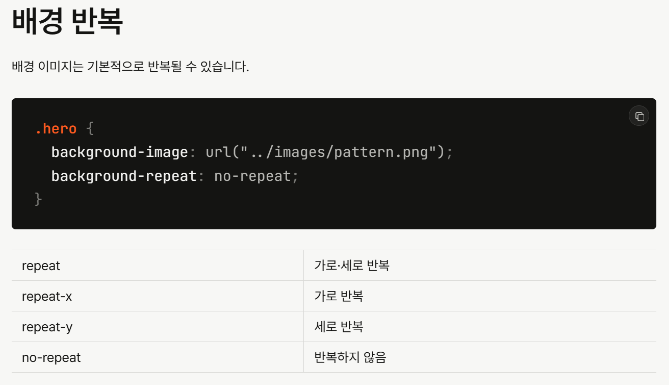 배경 반복
배경 이미지는 기본적으로 반복될 수 있습니다.
.hero {
  background-image: url("../images/pattern.png");
  background-repeat: no-repeat;
}
repeat 가로·세로 반복
repeat-x 가로 반복
repeat-y 세로 반복
no-repeat 반복하지 않음